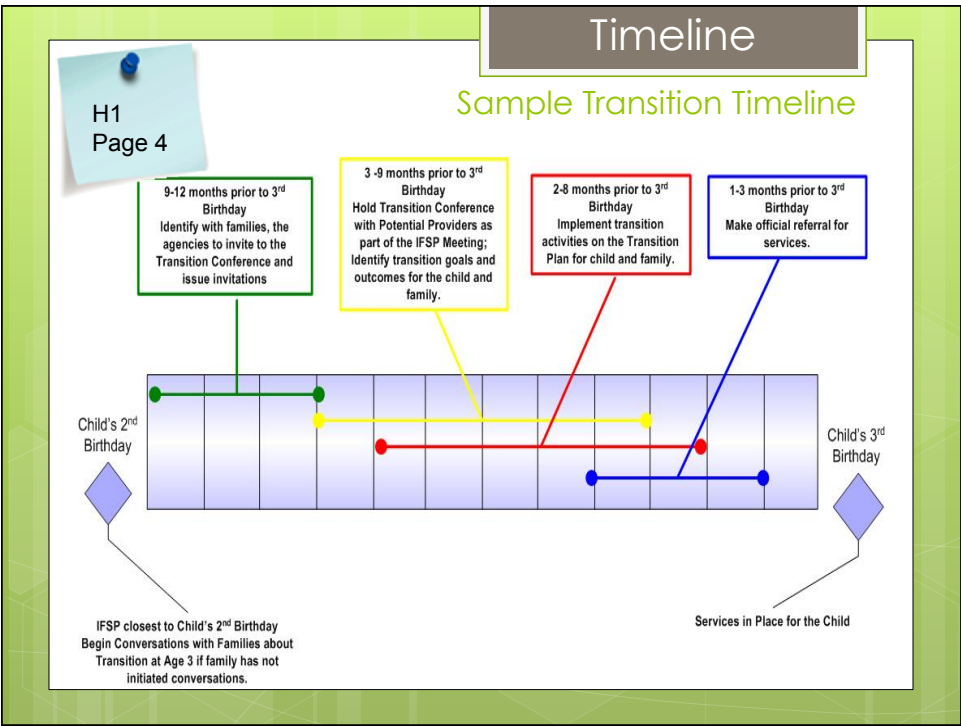 Timeline
Sample Transition Timeline
H1
Page 4
9-12 months prior to 3rd
Birthday
Identify with families, the
agencies to invite to the
Transition Conference and
issue invitations
3 -9 months prior to 3rd
Birthday
Hold Transition Conference
with Potential Providers as
part of the IFSP Meeting;
Identify transition goals and
outcomes for the child and
family.
2-8 months prior to 3rd
Birthday
Implement transition
activities on the Transition
Plan for child and family.
1-3 months prior to 3rd
Birthday
Make official referral for
services.
Child's 2nd
Birthday
Child's 3rd
Birthday
IFSP closest to Child's 2nd Birthday
Begin Conversations with Families about
Transition at Age 3 if family has not
initiated conversations.
Services in Place for the Child